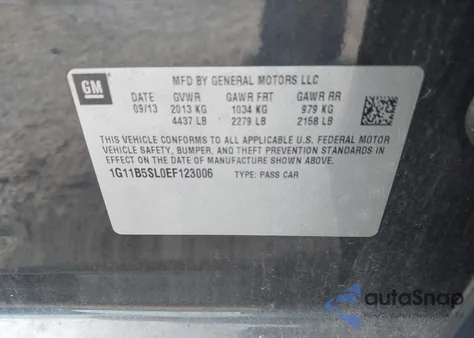 GM
MFD BY GENERAL MOTORS LLC
DATE GVWR GAWR FRT GAWR RR
09/13 2013 KG 1034 KG 979 KG
4437 LB 2279 LB 2158 LB
THIS VEHICLE CONFORMS TO ALL APPLICABLE U.S. FEDERAL MOTOR
VEHICLE SAFETY, BUMPER, AND THEFT PREVENTION STANDARDS IN
EFFECT ON THE DATE OF MANUFACTURE SHOWN ABOVE.
1G11B5SL0EF123006 TYPE: PASS CAR
autoSnap